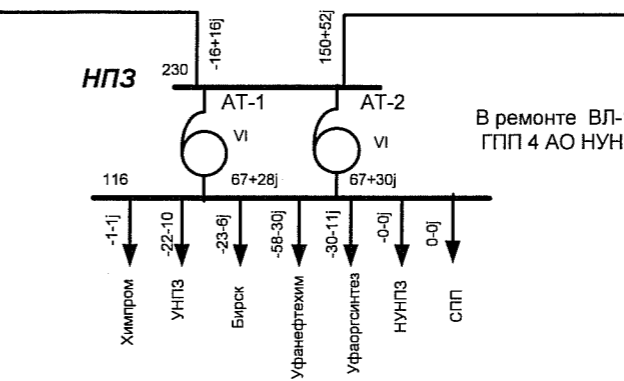 -16+16j
150+52j
НПЗ
230
АТ-1
АТ-2
VI
VI
В ремонте ВЛ-
ГПП 4 АО НУН
116
67+28j
67+30j
-1-1j
-22-10
-23-6j
-58-30j
-30-11j
-0-0j
0-0j
Химпром
УНПЗ
Бирск
Уфанефтехим
Уфаоргсинтез
НУНПЗ
СПП